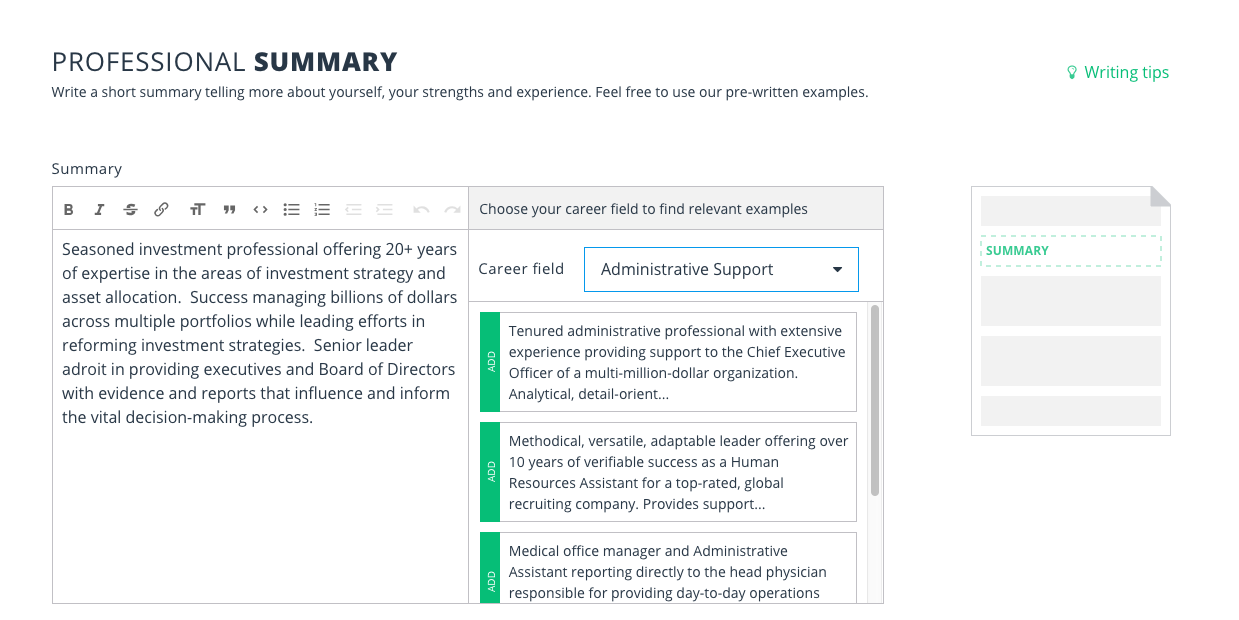 PROFESSIONAL SUMMARY
Write a short summary telling more about yourself, your strengths and experience. Feel free to use our pre-written examples.
Writing tips
Summary
B I S
Choose your career field to find relevant examples
Seasoned investment professional offering 20+ years
of expertise in the areas of investment strategy and
asset allocation.  Success managing billions of dollars
across multiple portfolios while leading efforts in
reforming investment strategies.  Senior leader
adroit in providing executives and Board of Directors
with evidence and reports that influence and inform
the vital decision-making process.
Career field
Administrative Support
ADD
Tenured administrative professional with extensive
experience providing support to the Chief Executive
Officer of a multi-million-dollar organization.
Analytical, detail-orient...
ADD
Methodical, versatile, adaptable leader offering over
10 years of verifiable success as a Human
Resources Assistant for a top-rated, global
recruiting company. Provides support...
ADD
Medical office manager and Administrative
Assistant reporting directly to the head physician
responsible for providing day-to-day operations
SUMMARY